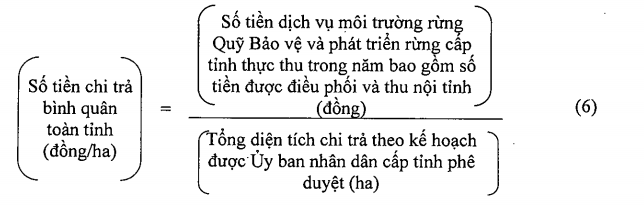 Số tiền chi trả
bình quân
toàn tỉnh
(đồng/ha)
=
Số tiền dịch vụ môi trường rừng
Quỹ Bảo vệ và phát triển rừng cấp
tỉnh thực thu trong năm bao gồm số
tiền được điều phối và thu nội tỉnh
(đồng)
Tổng diện tích chi trả theo kế hoạch
được Ủy ban nhân dân cấp tỉnh phê
duyệt (ha)
(6)